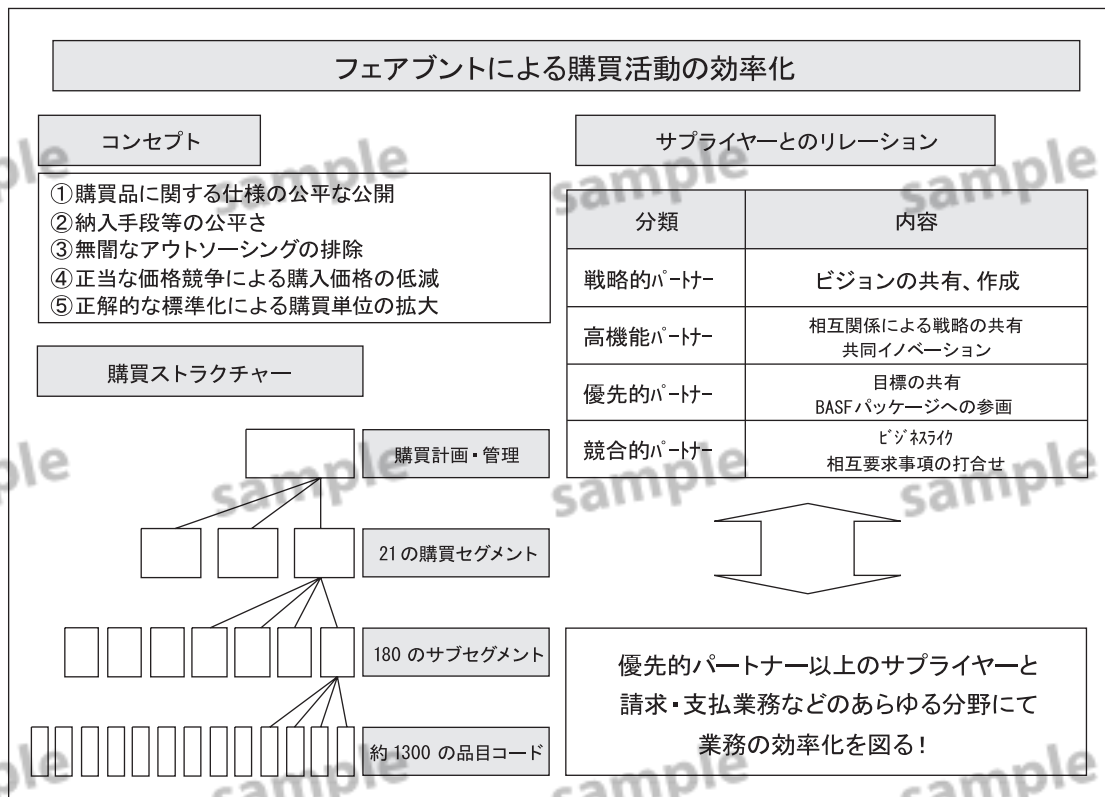 フェアブントによる購買活動の効率化
コンセプト
①購買品に関する仕様の公平な公開
②納入手段等の公平さ
③無闇なアウトソーシングの排除
④正当な価格競争による購入価格の低減
⑤正解的な標準化による購買単位の拡大
購買ストラクチャー
購買計画・管理
21の購買セグメント
180のサブセグメント
約1300の品目コード
サプライヤーとのリレーション
分類 内容
戦略的ﾊﾟｰﾄﾅｰ ビジョンの共有、作成
高機能ﾊﾟｰﾄﾅｰ 相互関係による戦略の共有
共同イノベーション
優先的ﾊﾟｰﾄﾅｰ 目標の共有
BASFパッケージへの参画
競合的ﾊﾟｰﾄﾅｰ ﾋﾞｼﾞﾈｽﾗｲｸ
相互要求事項の打合せ
優先的パートナー以上のサプライヤーと
請求・支払業務などのあらゆる分野にて
業務の効率化を図る！
sample
sample
sample
sample
sample
sample
sample
sample
sample